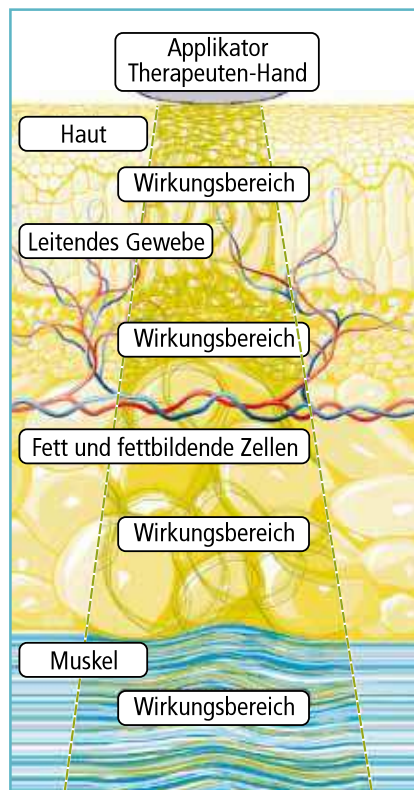 Applikator
Therapeuten-Hand
Haut
Wirkungsbereich
Leitendes Gewebe
Wirkungsbereich
Fett und fettbildende Zellen
Wirkungsbereich
Muskel
Wirkungsbereich